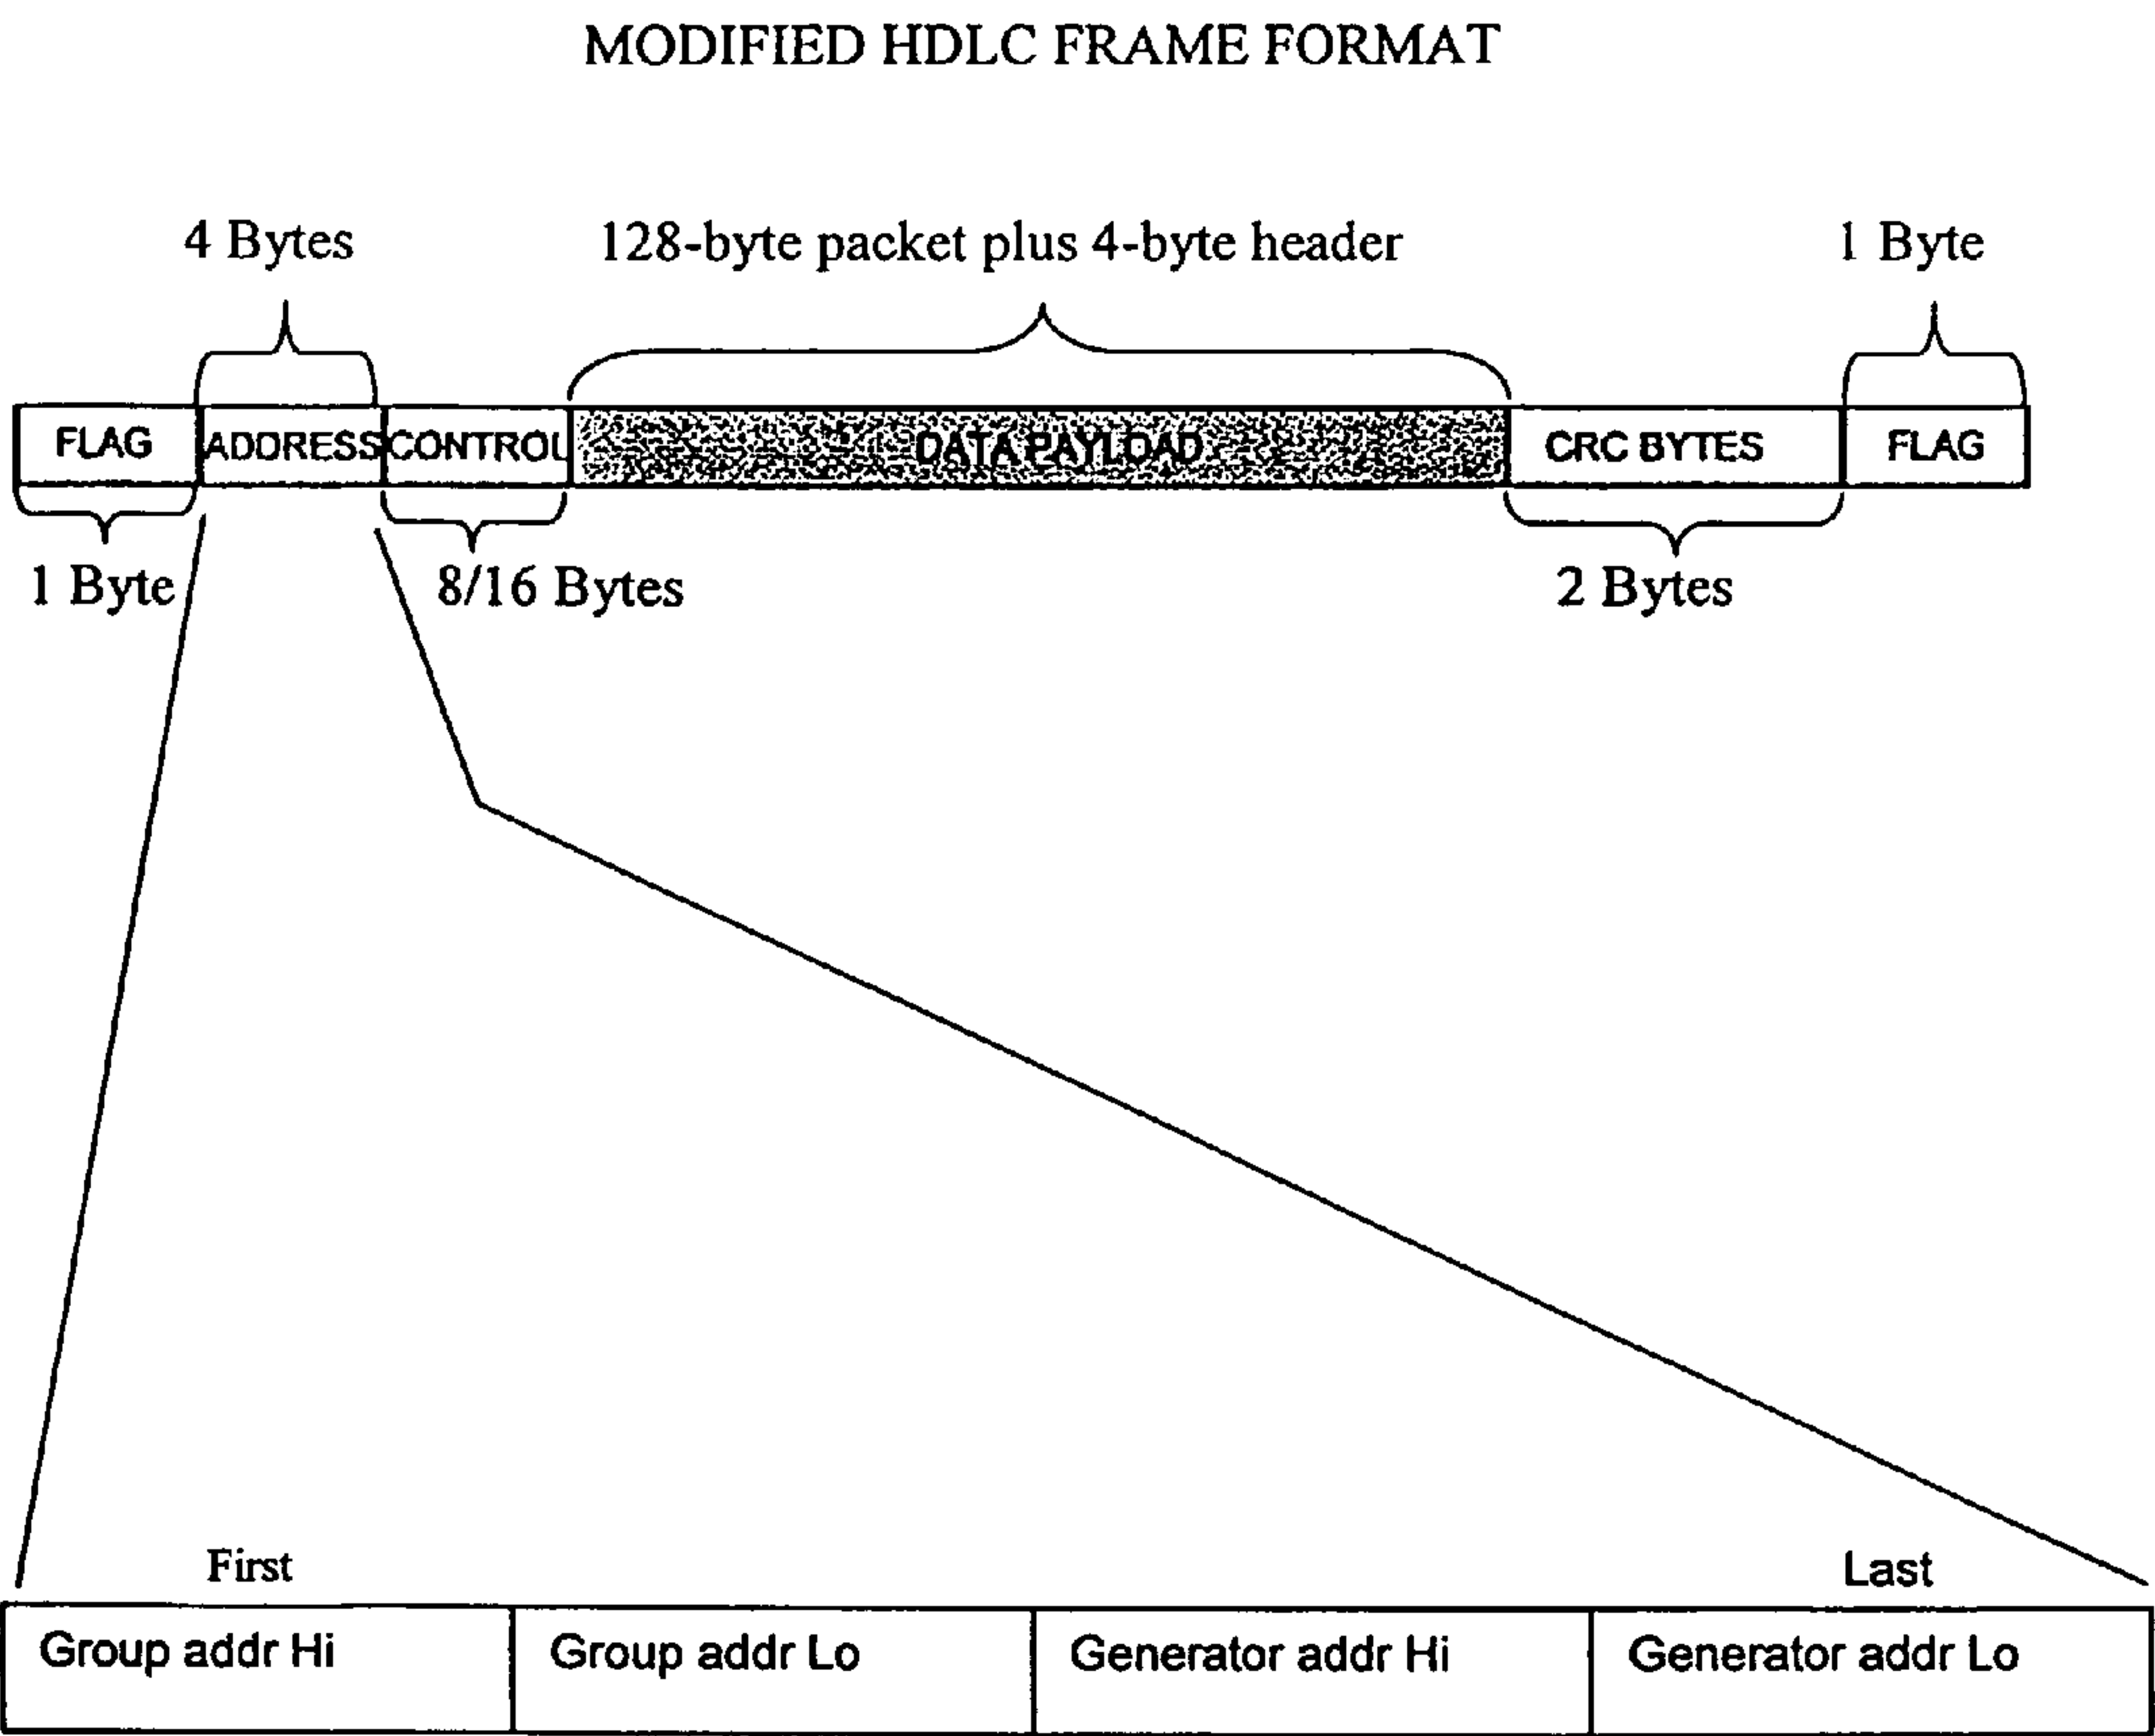 MODIFIED HDLC FRAME FORMAT
4 Bytes
128-byte packet plus 4-byte header
1 Byte
FLAG
ADDRESS
CONTROL
DATA PAYLOAD
CRC BYTES
FLAG
1 Byte
8/16 Bytes
2 Bytes
First
Last
Group addr Hi
Group addr Lo
Generator addr Hi
Generator addr Lo